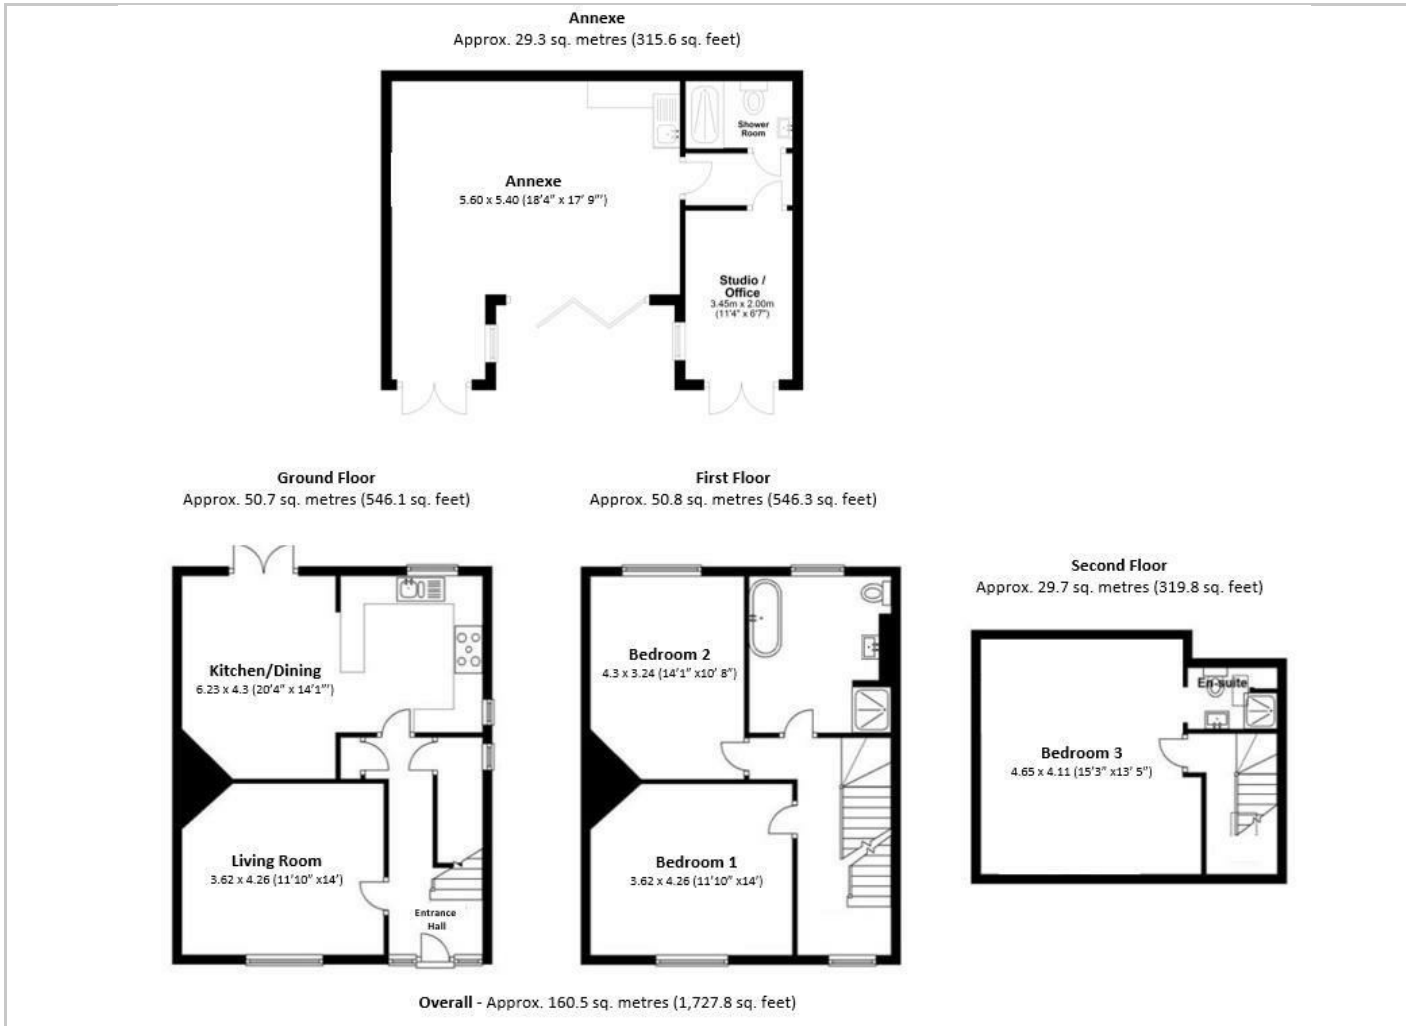 Annexe
Approx. 29.3 sq. metres (315.6 sq. feet)
Shower
Room
Annexe
5.60 x 5.40 (18'4" x 17' 9"')
Studio /
Office
3.45m x 2.00m
(11'4" x 6'7")
Ground Floor
Approx. 50.7 sq. metres (546.1 sq. feet)
Kitchen/Dining
6.23 x 4.3 (20'4" x 14'1"')
Living Room
3.62 x 4.26 (11'10" x14')
Entrance
Hall
First Floor
Approx. 50.8 sq. metres (546.3 sq. feet)
Bedroom 2
4.3 x 3.24 (14'1" x10' 8")
Bedroom 1
3.62 x 4.26 (11'10" x14')
Second Floor
Approx. 29.7 sq. metres (319.8 sq. feet)
En-suite
Bedroom 3
4.65 x 4.11 (15'3" x13' 5")
Overall - Approx. 160.5 sq. metres (1,727.8 sq. feet)